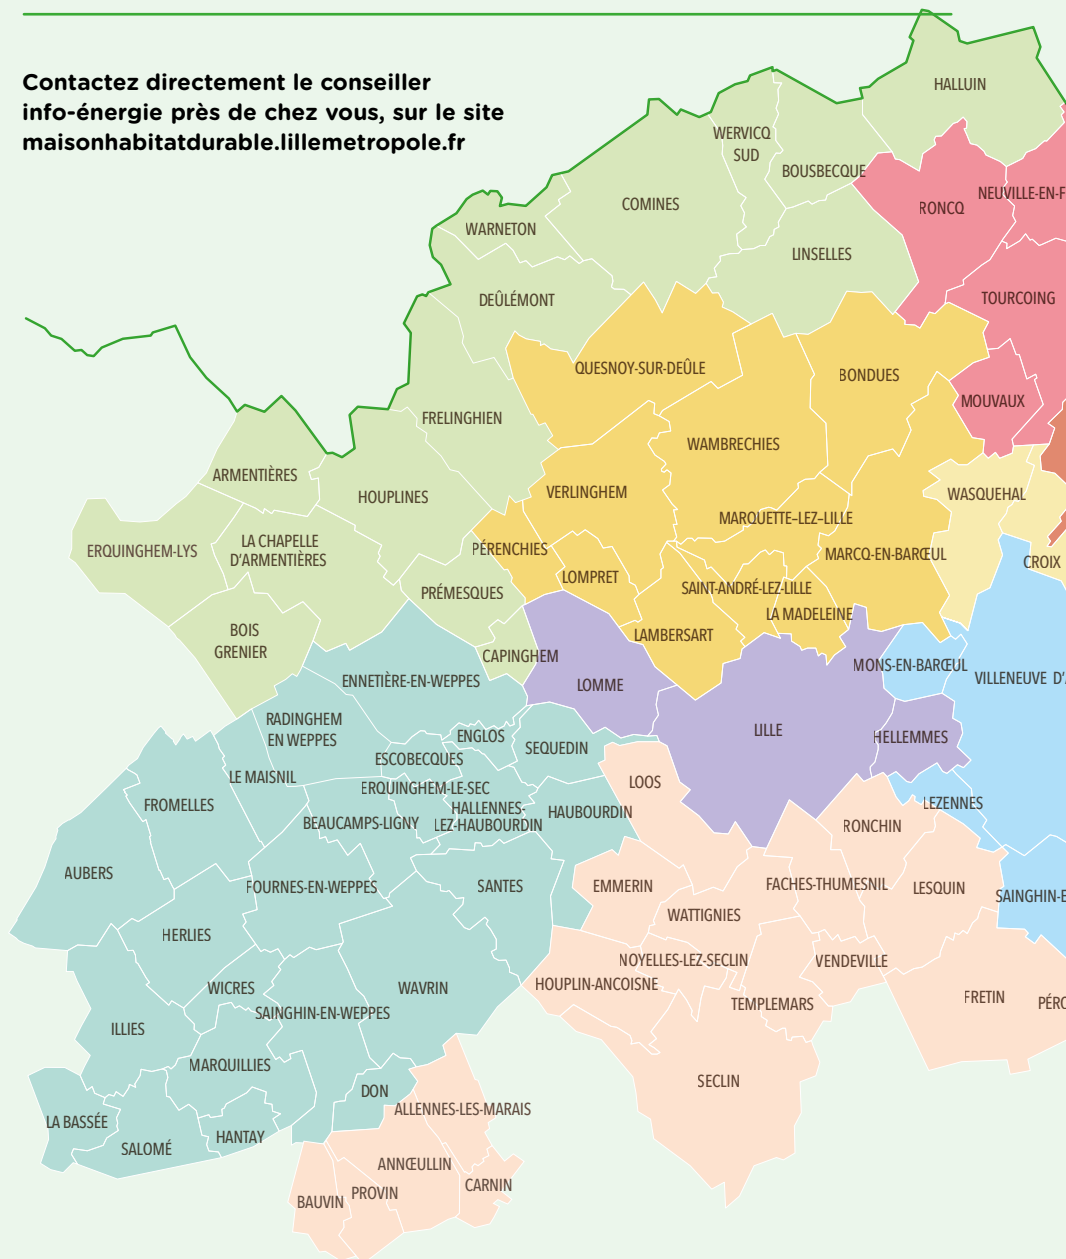 Contactez directement le conseiller
info-énergie près de chez vous, sur le site
maisonhabitatdurable.lillemetropole.fr
HALLUIN
WERVICQ
SUD
BOUSBECQUE
COMINES
RONCQ
NEUVILLE-EN-F
WARNETON
LINSELLES
DEÛLÉMONT
TOURCOING
QUESNOY-SUR-DEÛLE
BONDUES
MOUVAUX
FRELINGHIEN
WAMBRECHIES
ARMENTIÈRES
HOUPLINES
VERLINGHEM
WASQUEHAL
MARQUETTE–LEZ–LILLE
LA CHAPELLE
D'ARMENTIÈRES
ERQUINGHEM-LYS
PÉRENCHIES
MARCQ-EN-BARŒUL
CROIX
LOMPRET
PRÉMESQUES
SAINT-ANDRÉ-LEZ-LILLE
LA MADELEINE
BOIS
GRENIER
LAMBERSART
CAPINGHEM
MONS-EN-BARŒUL
VILLENEUVE D'A
ENNETIÈRE-EN-WEPPES
LOMME
RADINGHEM
EN WEPPES
LILLE
HELLEMMES
ENGLOS
SEQUEDIN
ESCOBECQUES
LE MAISNIL
LOOS
ERQUINGHEM-LE-SEC
FROMELLES
HALLENNES-
LEZ-HAUBOURDIN
HAUBOURDIN
LEZENNES
BEAUCAMPS-LIGNY
RONCHIN
AUBERS
FOURNES-EN-WEPPES
SANTES
EMMERIN
FACHES-THUMESNIL
LESQUIN
SAINGHIN-E
WATTIGNIES
HERLIES
NOYELLES-LEZ-SECLIN
VENDEVILLE
WICRES
WAVRIN
HOUPLIN-ANCOISNE
FRETIN
PÉRO
TEMPLEMARS
SAINGHIN-EN-WEPPES
ILLIES
MARQUILLIES
SECLIN
DON
ALLENNES-LES-MARAIS
LA BASSÉE
HANTAY
SALOMÉ
ANNŒULLIN
CARNIN
PROVIN
BAUVIN